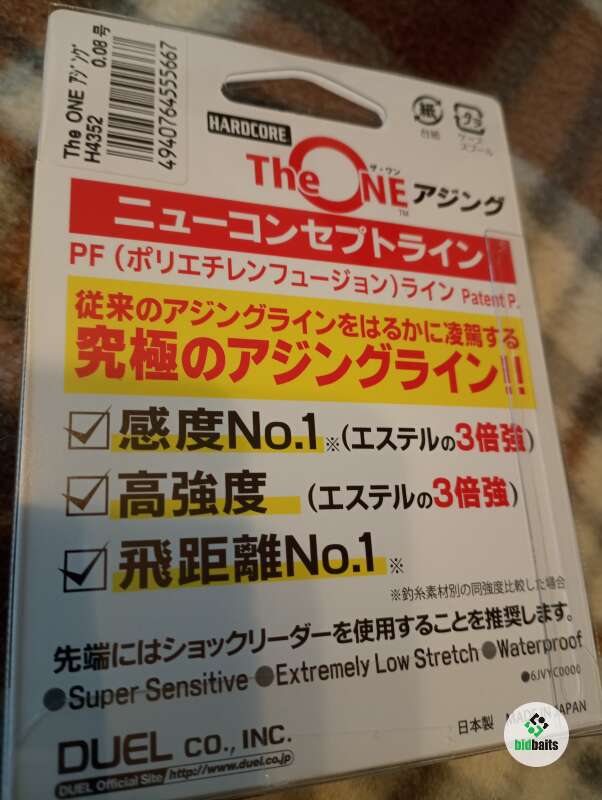 The ONE アジング 0.08号
H4352
4940764555667
紙
台紙
プラ
ケース
スプール
HARDCORE
ザ・ワン
The ONE™ アジング
ニューコンセプトライン
PF（ポリエチレンフュージョン）ライン Patent P.
従来のアジングラインをはるかに凌駕する
究極のアジングライン!!
感度No.1※（エステルの3倍強）
高強度（エステルの3倍強）
飛距離No.1※
※釣糸素材別の同強度比較した場合
先端にはショックリーダーを使用することを推奨します。
●Super Sensitive ●Extremely Low Stretch ●Waterproof
●6JVYC0000
日本製 MADE IN JAPAN
DUEL CO., INC.
DUEL Official Site http://www.duel.co.jp
bidbaits